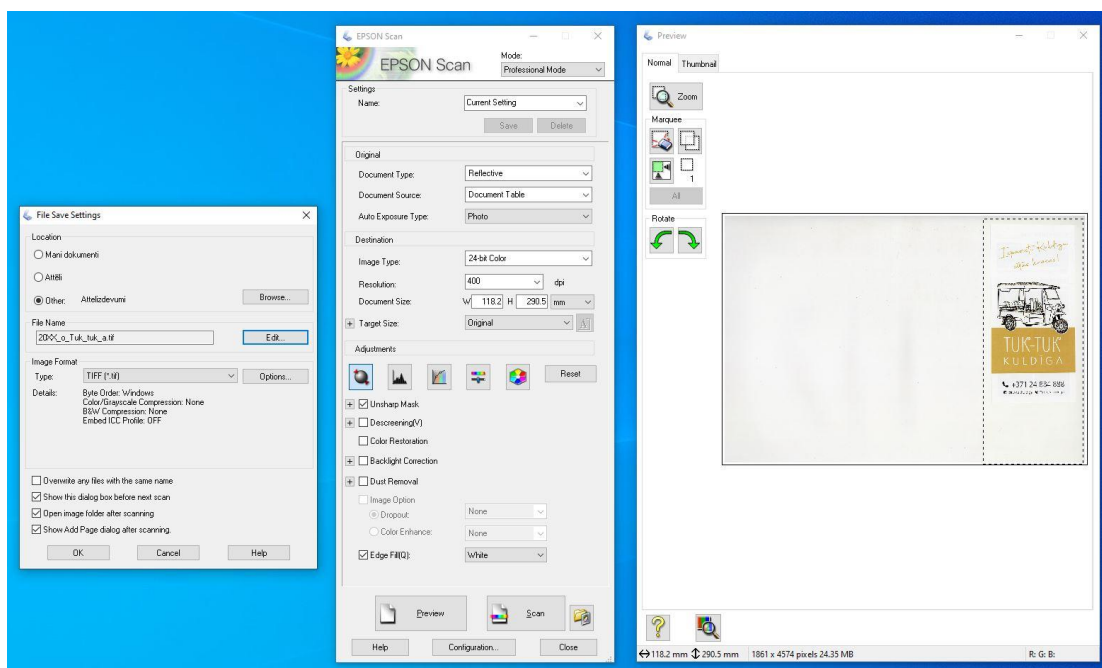 File Save Settings
Location
Mani dokumenti
Attēli
Other: Attelizdevumi Browse...
File Name
20XX_o_Tuk_tuk_a.tif Edit...
Image Format
Type: TIFF (*.tif) Options...
Details: Byte Order: Windows
Color/Grayscale Compression: None
B&W Compression: None
Embed ICC Profile: OFF
Overwrite any files with the same name
Show this dialog box before next scan
Open image folder after scanning
Show Add Page dialog after scanning.
OK Cancel Help
EPSON Scan
EPSON Scan
Mode:
Professional Mode
Settings
Name: Current Setting
Save Delete
Original
Document Type: Reflective
Document Source: Document Table
Auto Exposure Type: Photo
Destination
Image Type: 24-bit Color
Resolution: 400 dpi
Document Size: W 118.2 H 290.5 mm
Target Size: Original
Adjustments
Reset
Unsharp Mask
Descreening(V)
Color Restoration
Backlight Correction
Dust Removal
Image Option
Dropout: None
Color Enhance: None
Edge Fill(Q): White
Preview Scan
Help Configuration... Close
Preview
Normal Thumbnail
Zoom
Marquee
1
All
Rotate
TUK-TUK
KULDĪGA
+371 24 834 888
118.2 mm 290.5 mm 1861 x 4574 pixels 24.35 MB R: G: B: